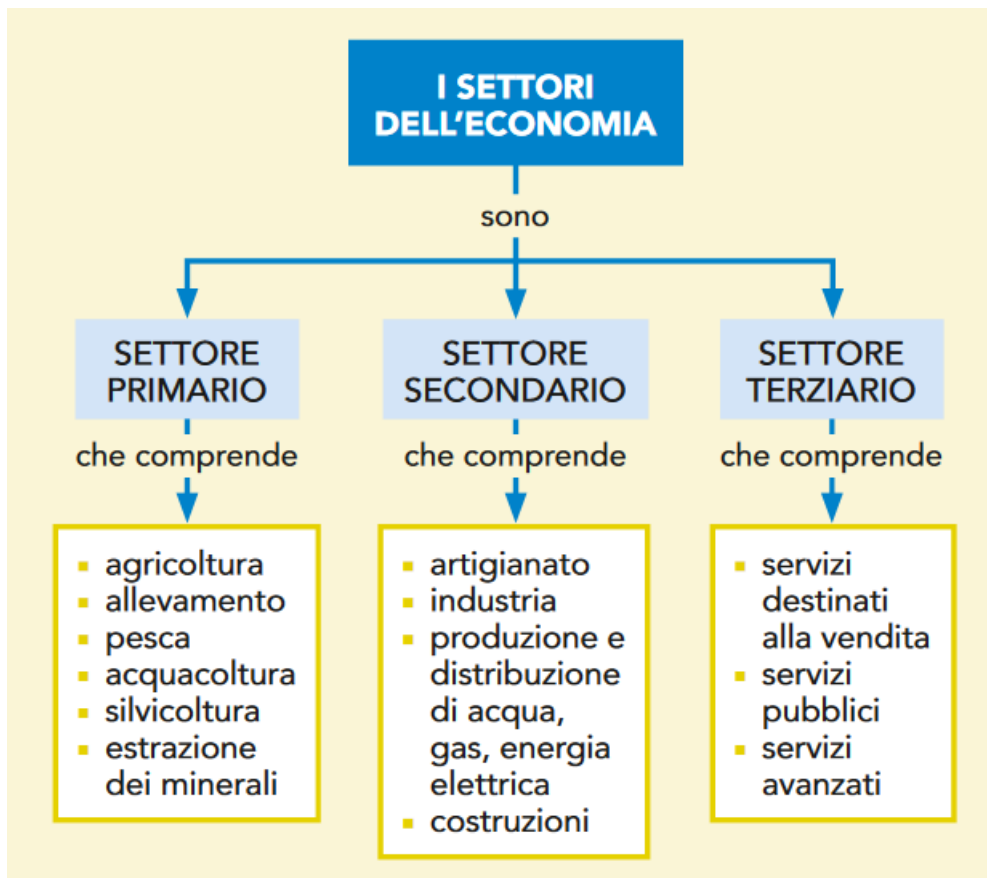 I SETTORI
DELL'ECONOMIA
sono
SETTORE
PRIMARIO
che comprende
▪ agricoltura
▪ allevamento
▪ pesca
▪ acquacoltura
▪ silvicoltura
▪ estrazione
dei minerali
SETTORE
SECONDARIO
che comprende
▪ artigianato
▪ industria
▪ produzione e
distribuzione
di acqua,
gas, energia
elettrica
▪ costruzioni
SETTORE
TERZIARIO
che comprende
▪ servizi
destinati
alla vendita
▪ servizi
pubblici
▪ servizi
avanzati